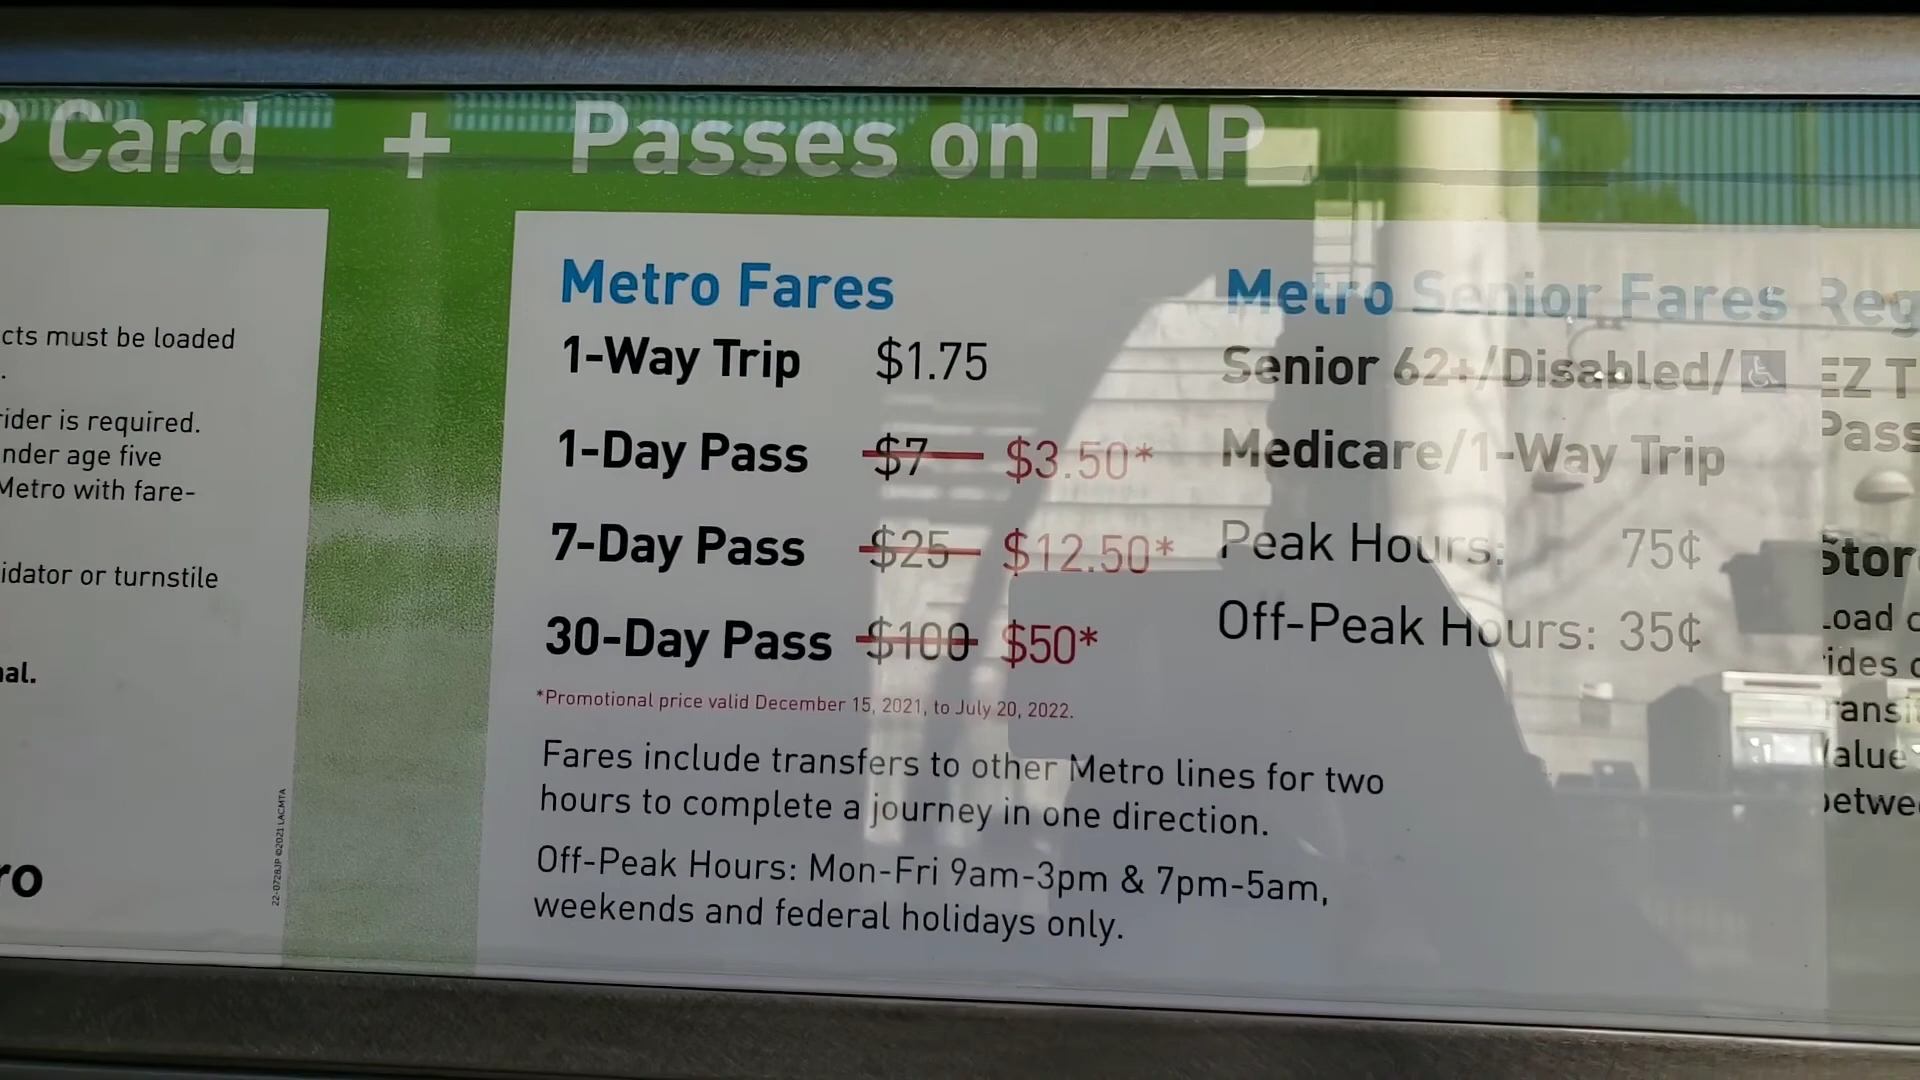 Card + Passes on TAP
cts must be loaded
rider is required.
nder age five
Metro with fare-
idator or turnstile
al.
ro
22-0728JP ©2021 LACMTA
Metro Fares
1-Way Trip $1.75
1-Day Pass $7 $3.50*
7-Day Pass $25 $12.50*
30-Day Pass $100 $50*
*Promotional price valid December 15, 2021, to July 20, 2022.
Fares include transfers to other Metro lines for two
hours to complete a journey in one direction.
Off-Peak Hours: Mon-Fri 9am-3pm & 7pm-5am,
weekends and federal holidays only.
Metro Senior Fares
Senior 62+/Disabled/
Medicare/1-Way Trip
Peak Hours: 75¢
Off-Peak Hours: 35¢
Reg
EZ T
Pass
Stor
Load
rides
ransi
Value
betwe